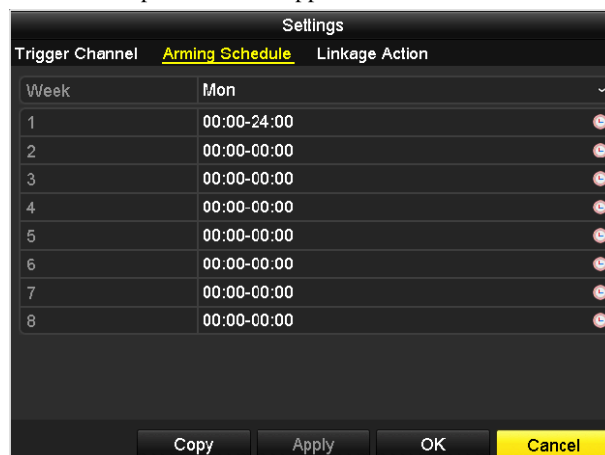 Settings
Trigger Channel Arming Schedule Linkage Action
Week Mon
1 00:00-24:00
2 00:00-00:00
3 00:00-00:00
4 00:00-00:00
5 00:00-00:00
6 00:00-00:00
7 00:00-00:00
8 00:00-00:00
Copy Apply OK Cancel